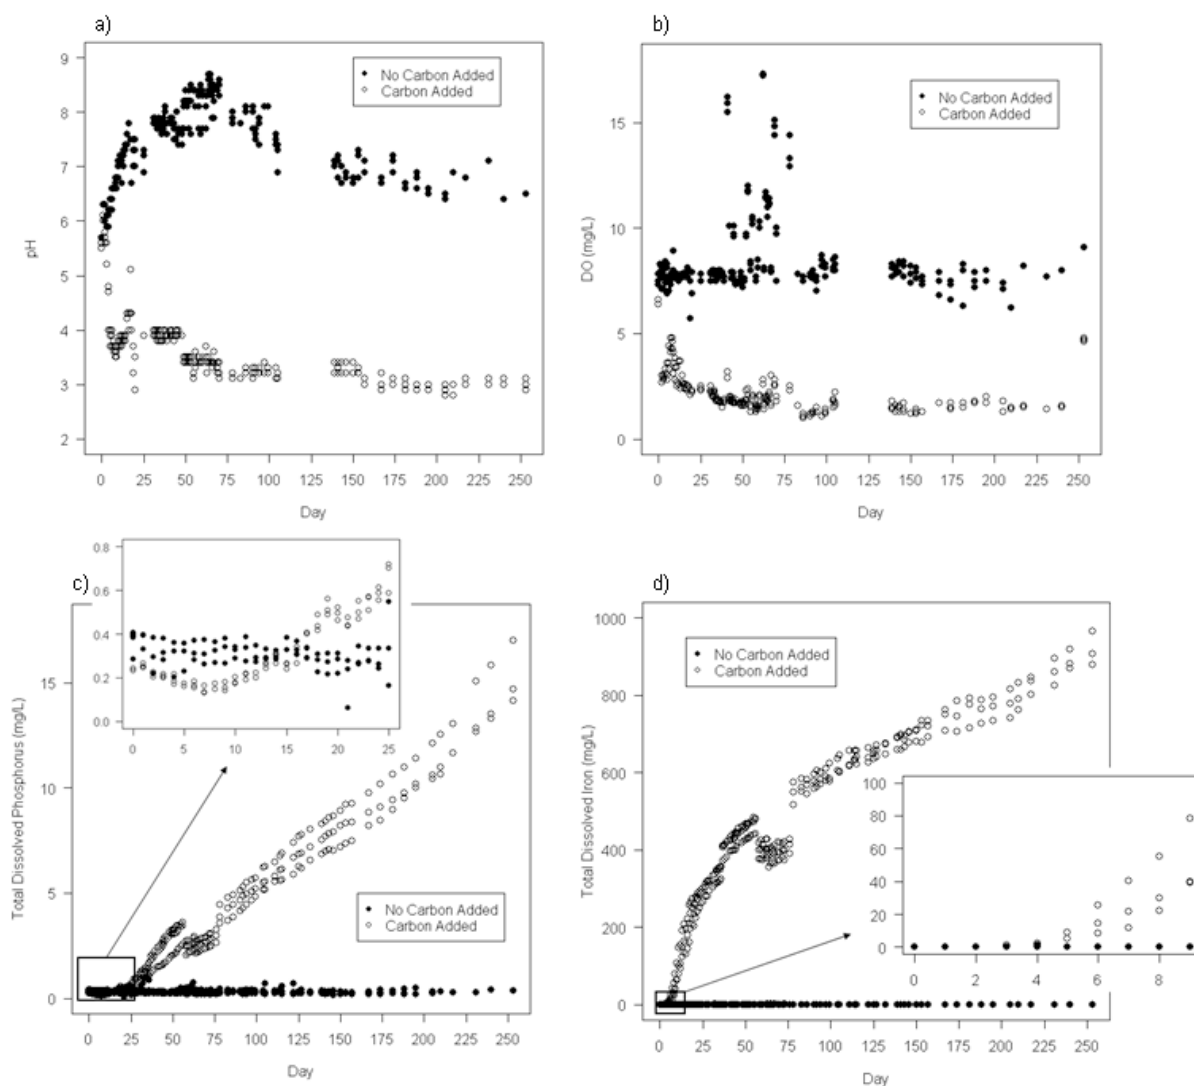 a)
9
8
7
6
5
4
3
2
pH
No Carbon Added
Carbon Added
0 25 50 75 100 125 150 175 200 225 250
Day
b)
15
10
5
0
DO (mg/L)
No Carbon Added
Carbon Added
0 25 50 75 100 125 150 175 200 225 250
Day
c)
0.8
0.6
0.4
0.2
0.0
0 5 10 15 20 25
15
10
5
0
Total Dissolved Phosphorus (mg/L)
No Carbon Added
Carbon Added
0 25 50 75 100 125 150 175 200 225 250
Day
d)
1000
800
600
400
200
0
Total Dissolved Iron (mg/L)
No Carbon Added
Carbon Added
100
80
60
40
20
0
0 2 4 6 8
0 25 50 75 100 125 150 175 200 225 250
Day